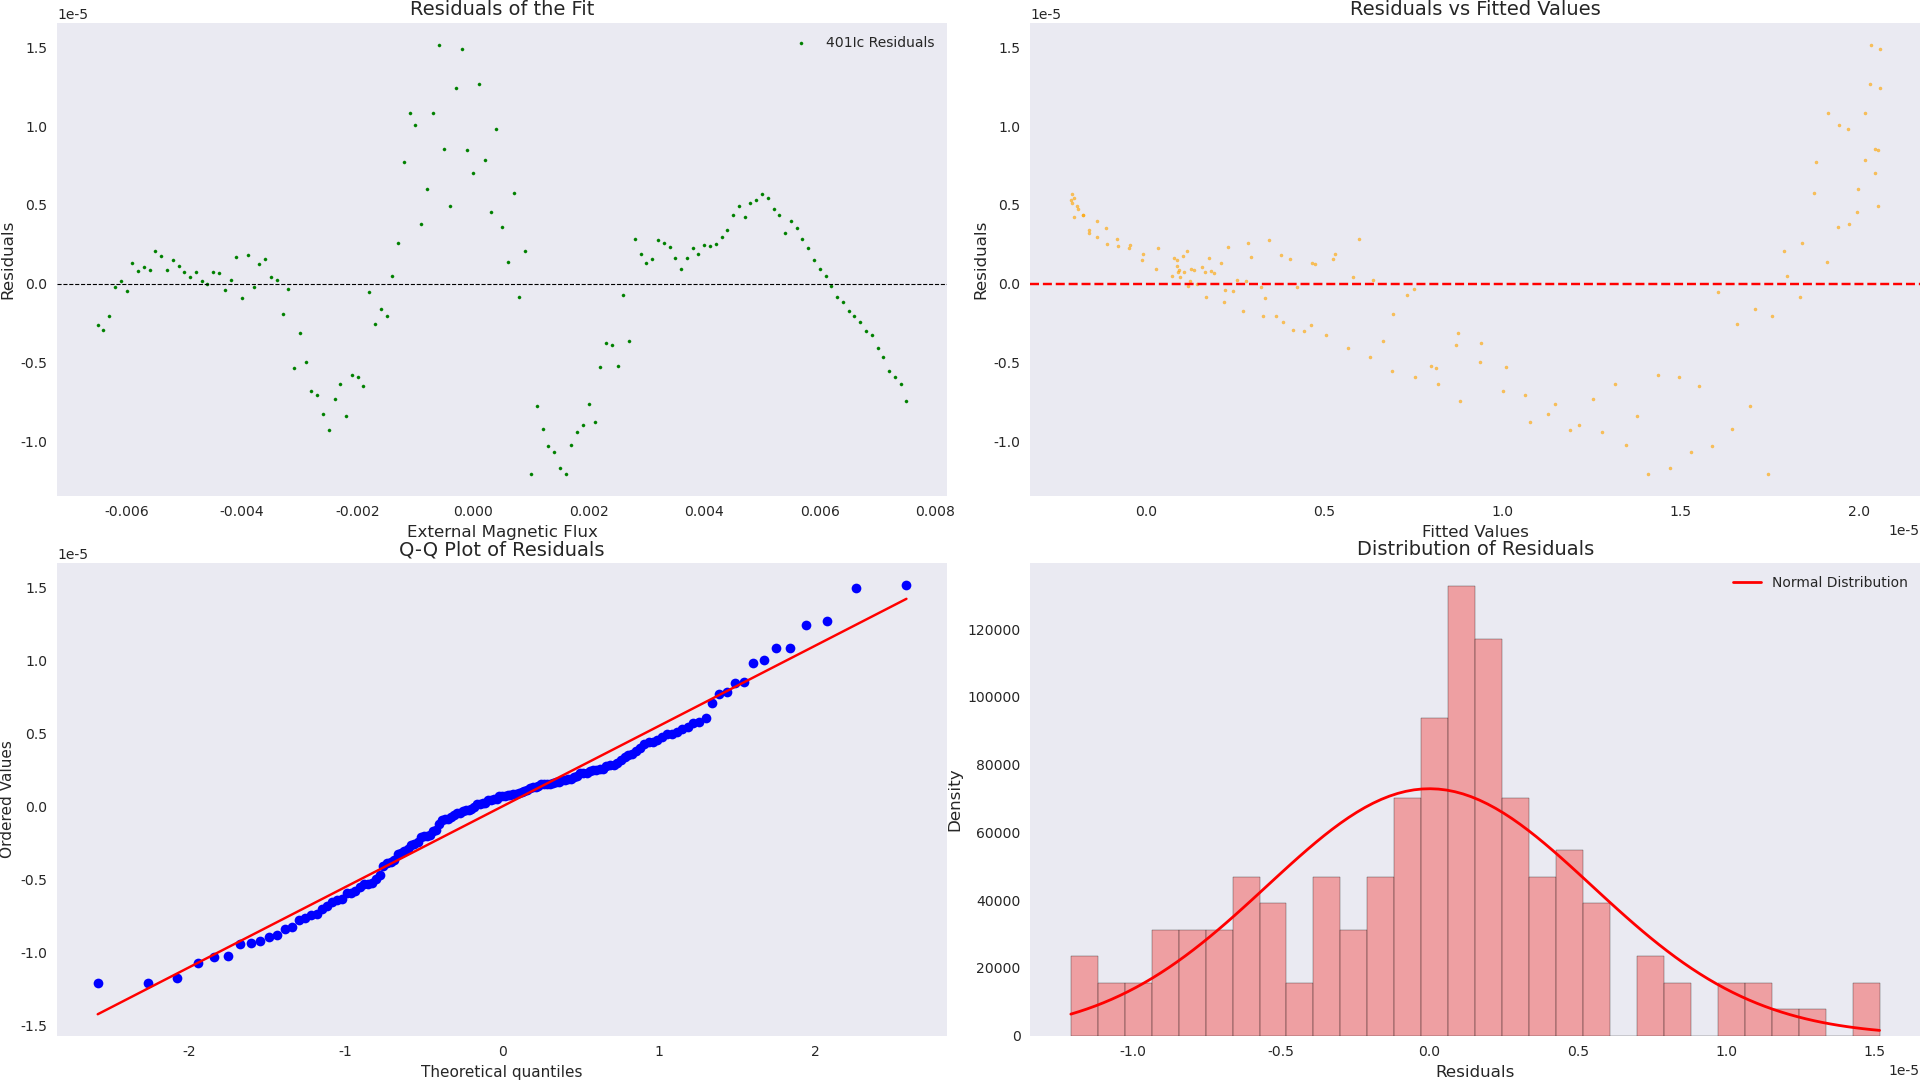 Residuals of the Fit
1e-5
401Ic Residuals
1.5
1.0
0.5
0.0
-0.5
-1.0
Residuals
-0.006 -0.004 -0.002 0.000 0.002 0.004 0.006 0.008
External Magnetic Flux
Residuals vs Fitted Values
1e-5
1.5
1.0
0.5
0.0
-0.5
-1.0
Residuals
0.0 0.5 1.0 1.5 2.0
1e-5
Fitted Values
Q-Q Plot of Residuals
1e-5
1.5
1.0
0.5
0.0
-0.5
-1.0
-1.5
Ordered Values
-2 -1 0 1 2
Theoretical quantiles
Distribution of Residuals
Normal Distribution
120000
100000
80000
60000
40000
20000
0
Density
-1.0 -0.5 0.0 0.5 1.0 1.5
1e-5
Residuals